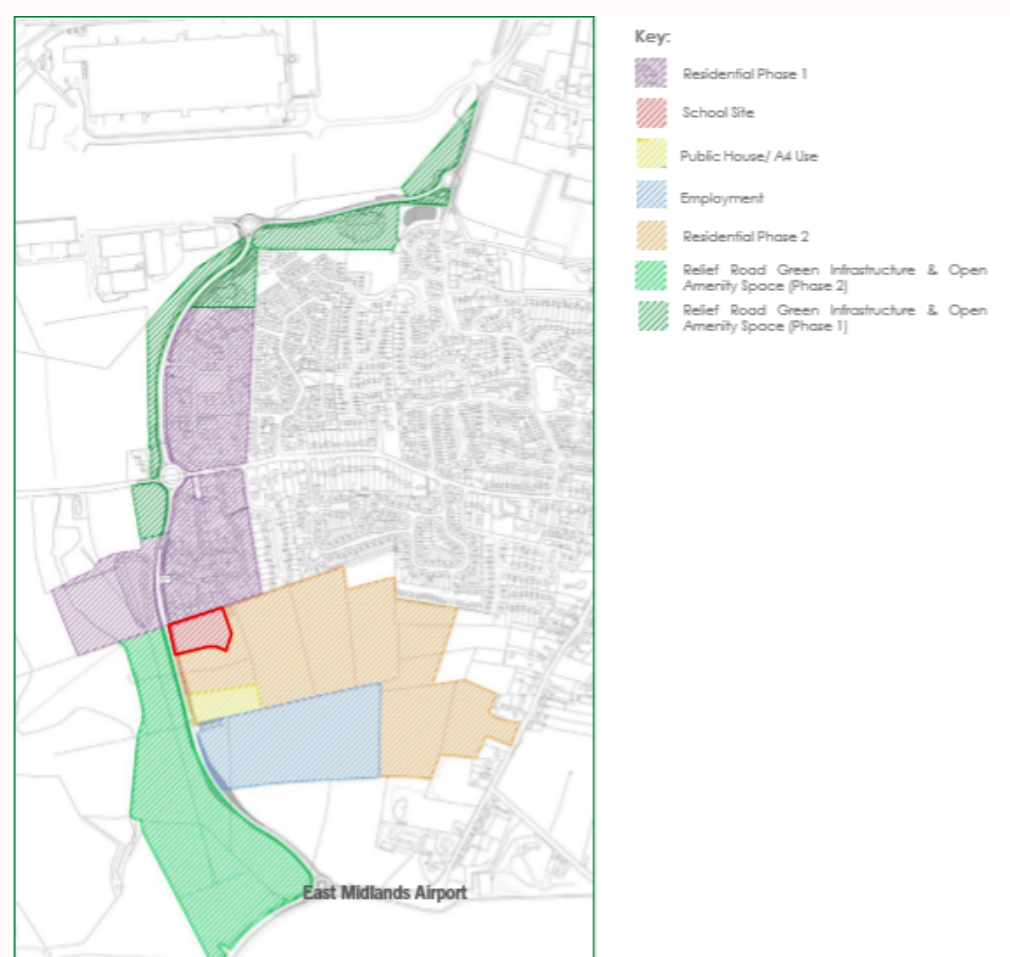 Key:
Residential Phase 1
School Site
Public House/ A4 Use
Employment
Residential Phase 2
Relief Road Green Infrastructure & Open
Amenity Space (Phase 2)
Relief Road Green Infrastructure & Open
Amenity Space (Phase 1)
East Midlands Airport